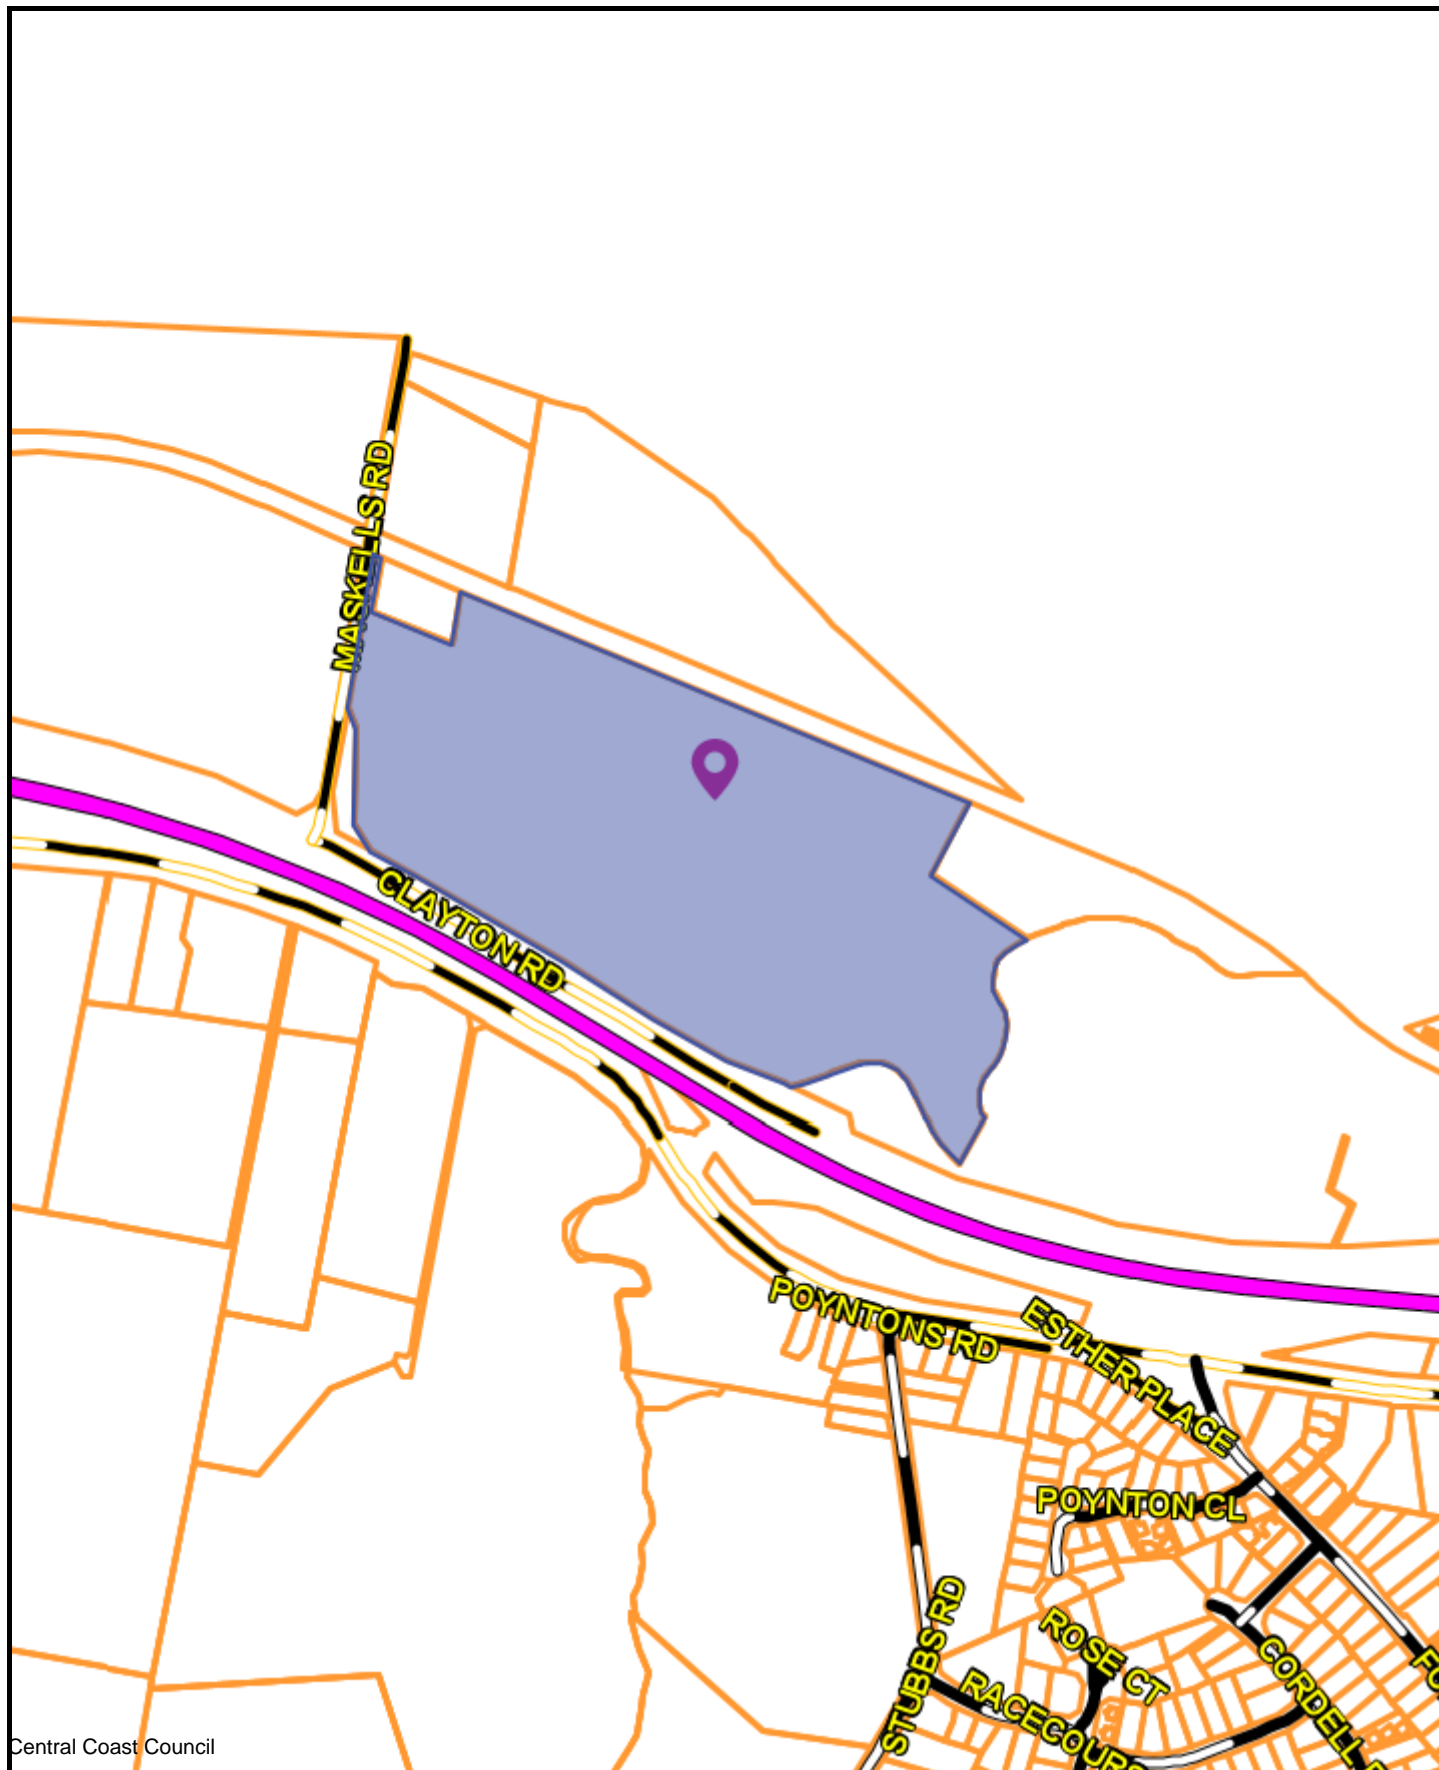 MASKELLS RD
CLAYTON RD
POYNTONS RD
ESTHER PLACE
POYNTON CL
STUBBS RD
ROSE CT
RACECOURS
CORDELL
Central Coast Council